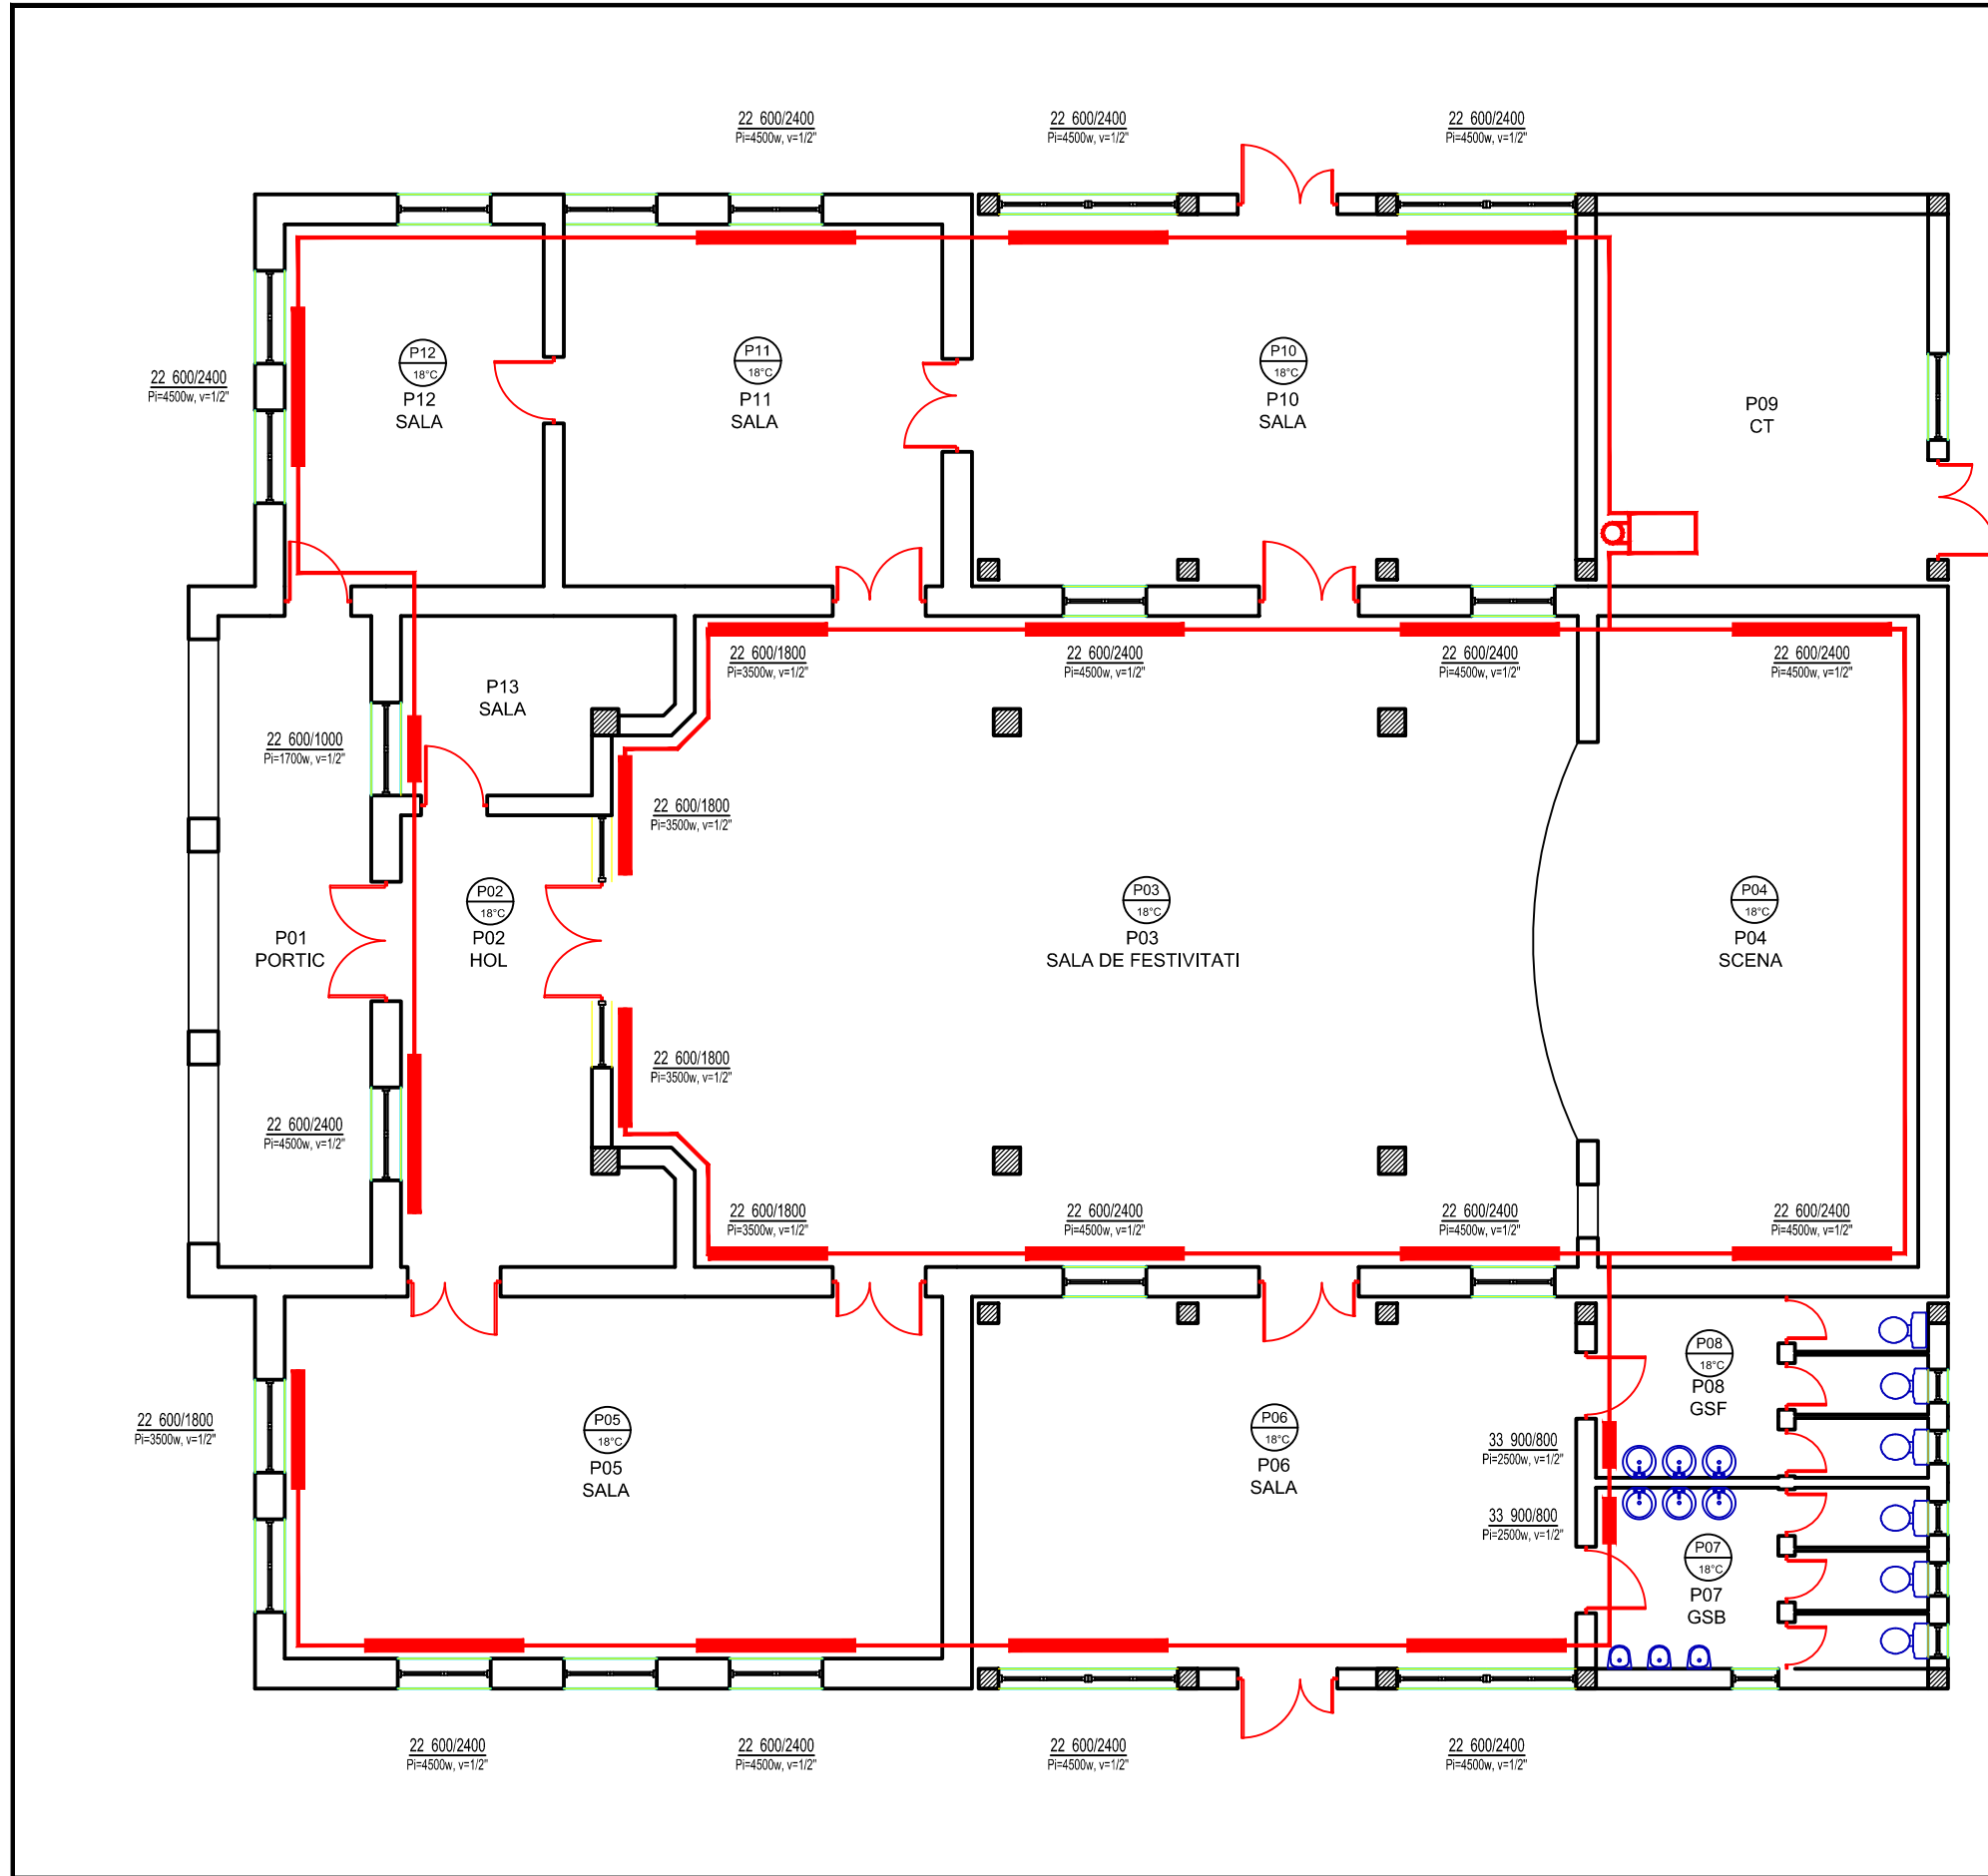 22 600/2400
Pi=4500w, v=1/2"
22 600/2400
Pi=4500w, v=1/2"
22 600/2400
Pi=4500w, v=1/2"
22 600/2400
Pi=4500w, v=1/2"
P12
18°C
P12
SALA
P11
18°C
P11
SALA
P10
18°C
P10
SALA
P09
CT
22 600/1800
Pi=3500w, v=1/2"
22 600/2400
Pi=4500w, v=1/2"
22 600/2400
Pi=4500w, v=1/2"
22 600/2400
Pi=4500w, v=1/2"
P13
SALA
22 600/1000
Pi=1700w, v=1/2"
22 600/1800
Pi=3500w, v=1/2"
P01
PORTIC
P02
18°C
P02
HOL
P03
18°C
P03
SALA DE FESTIVITATI
P04
18°C
P04
SCENA
22 600/1800
Pi=3500w, v=1/2"
22 600/2400
Pi=4500w, v=1/2"
22 600/1800
Pi=3500w, v=1/2"
22 600/2400
Pi=4500w, v=1/2"
22 600/2400
Pi=4500w, v=1/2"
22 600/2400
Pi=4500w, v=1/2"
22 600/1800
Pi=3500w, v=1/2"
P05
18°C
P05
SALA
P06
18°C
P06
SALA
P08
18°C
P08
GSF
33 900/800
Pi=2500w, v=1/2"
33 900/800
Pi=2500w, v=1/2"
P07
18°C
P07
GSB
22 600/2400
Pi=4500w, v=1/2"
22 600/2400
Pi=4500w, v=1/2"
22 600/2400
Pi=4500w, v=1/2"
22 600/2400
Pi=4500w, v=1/2"